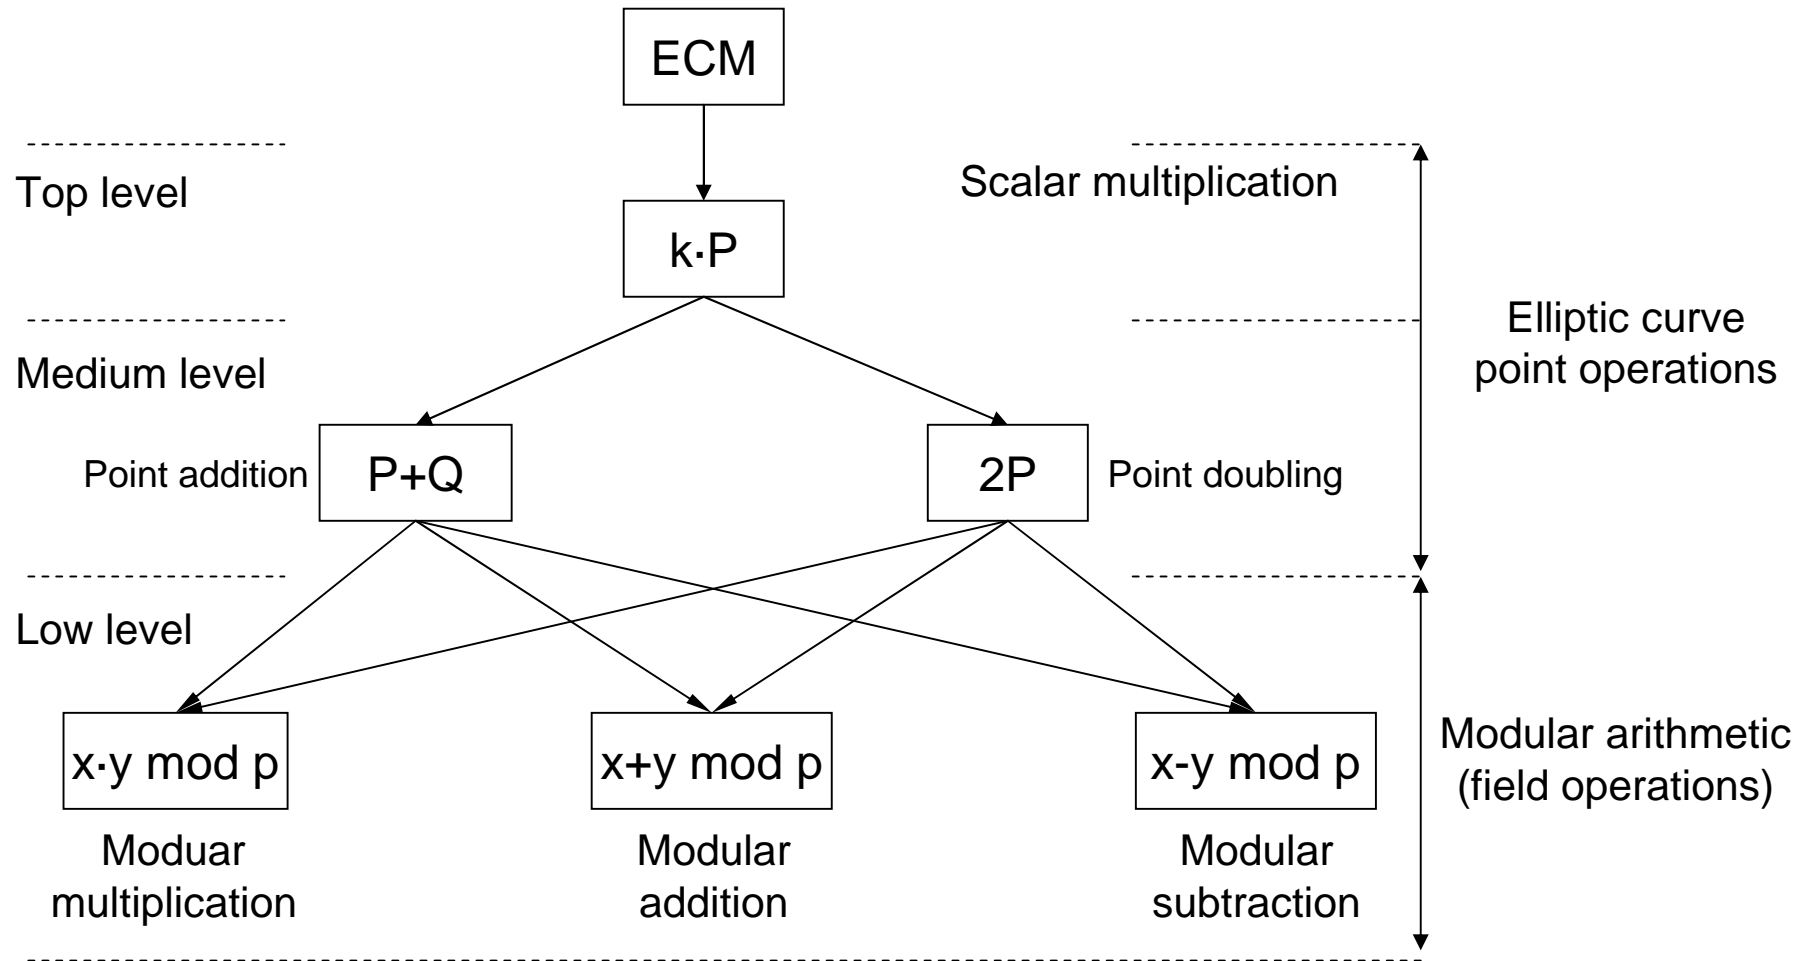 ECM
Top level
Scalar multiplication
k·P
Elliptic curve
point operations
Medium level
Point addition
P+Q
2P
Point doubling
Low level
x·y mod p
x+y mod p
x-y mod p
Modular arithmetic
(field operations)
Moduar
multiplication
Modular
addition
Modular
subtraction